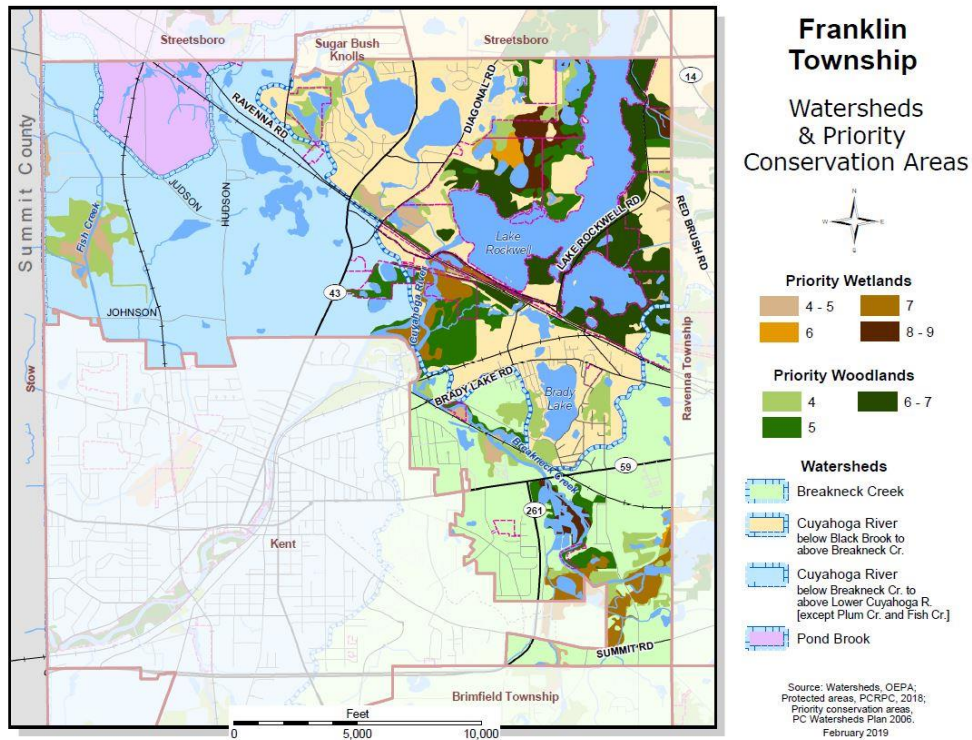 Streetsboro
Sugar Bush
Knolls
Streetsboro
14
RAVENNA RD
DIAGONAL RD
Summit County
Fish Creek
JUDSON
HUDSON
Lake
Rockwell
LAKE ROCKWELL RD
RED BRUSH RD
43
Cuyahoga River
JOHNSON
Stow
Ravenna Township
BRADY LAKE RD
Brady
Lake
Breakneck Creek
59
261
Kent
SUMMIT RD
Brimfield Township
Feet
0
5,000
10,000
Franklin
Township
Watersheds
& Priority
Conservation Areas
N
W
E
S
Priority Wetlands
4 - 5
7
6
8 - 9
Priority Woodlands
4
6 - 7
5
Watersheds
Breakneck Creek
Cuyahoga River
below Black Brook to
above Breakneck Cr.
Cuyahoga River
below Breakneck Cr. to
above Lower Cuyahoga R.
[except Plum Cr. and Fish Cr.]
Pond Brook
Source: Watersheds, OEPA;
Protected areas, PCRPC, 2018;
Priority conservation areas,
PC Watersheds Plan 2006.
February 2019